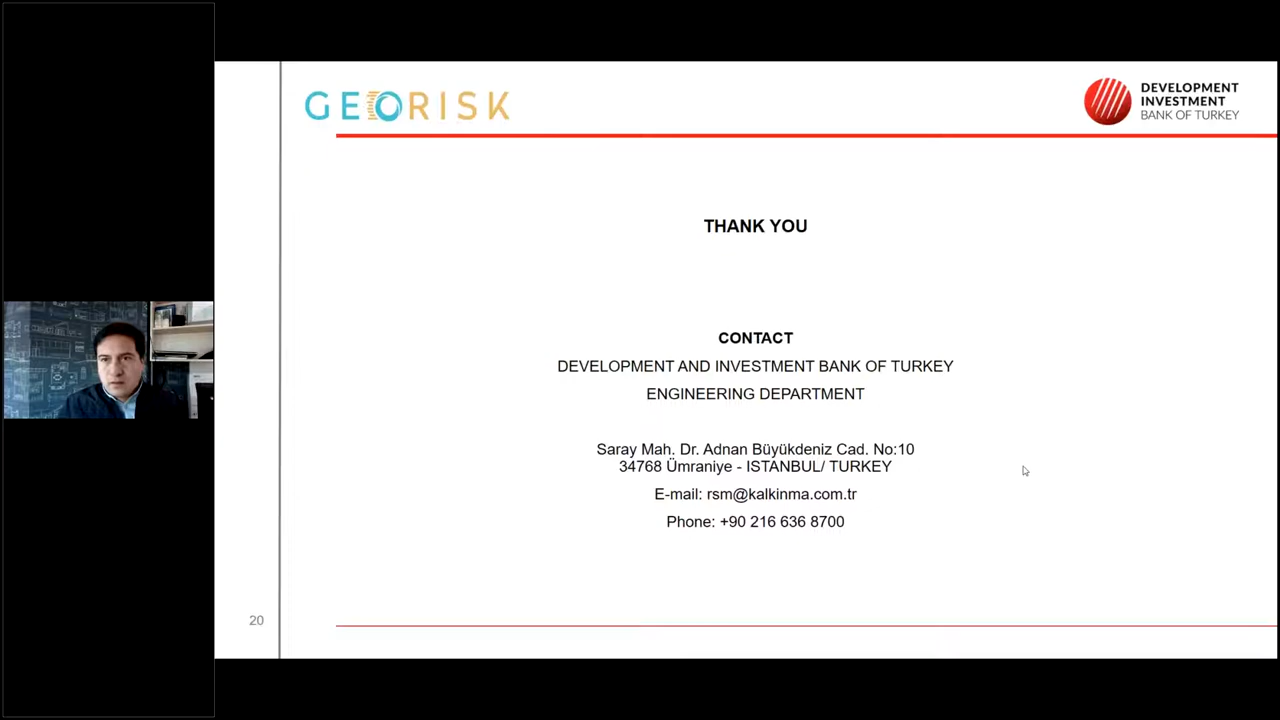 GEORISK
DEVELOPMENT
INVESTMENT
BANK OF TURKEY
THANK YOU
CONTACT
DEVELOPMENT AND INVESTMENT BANK OF TURKEY
ENGINEERING DEPARTMENT
Saray Mah. Dr. Adnan Büyükdeniz Cad. No:10
34768 Ümraniye - ISTANBUL/ TURKEY
E-mail: rsm@kalkinma.com.tr
Phone: +90 216 636 8700
20